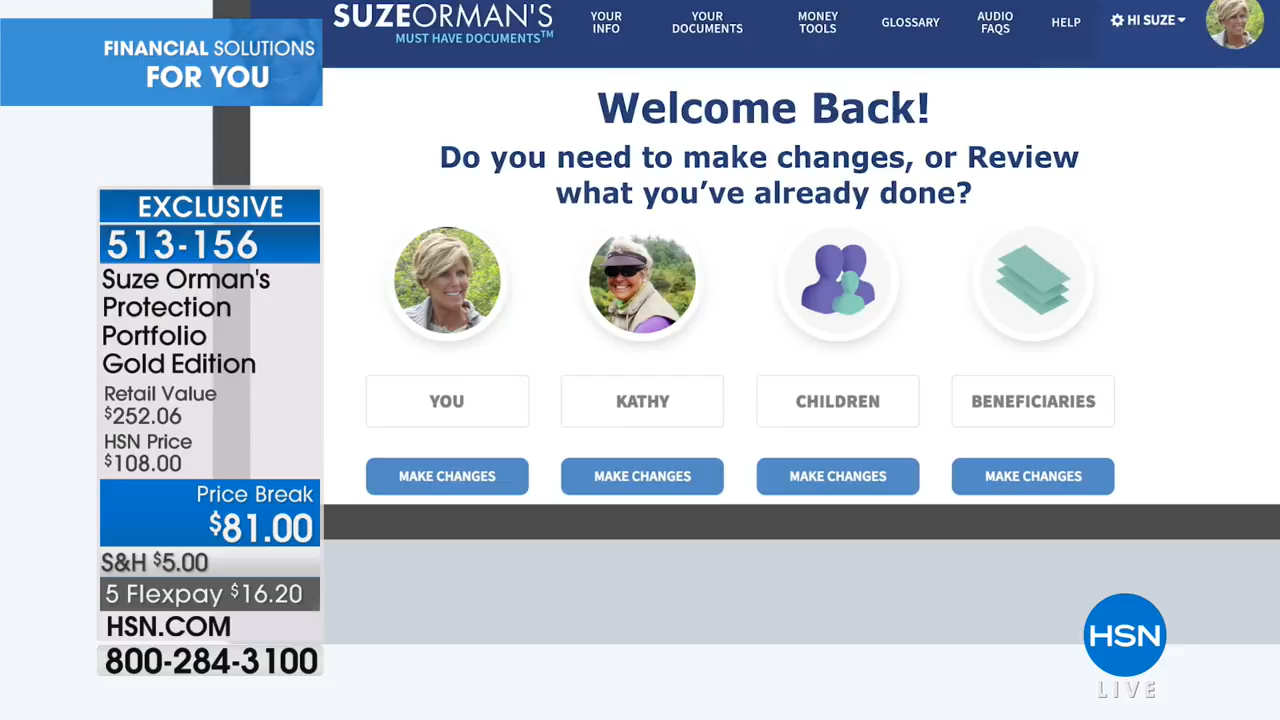 FINANCIAL SOLUTIONS
FOR YOU
SUZEORMAN'S
MUST HAVE DOCUMENTS™
YOUR
INFO
YOUR
DOCUMENTS
MONEY
TOOLS
GLOSSARY
AUDIO
FAQS
HELP
HI SUZE
Welcome Back!
Do you need to make changes, or Review
what you’ve already done?
YOU
KATHY
CHILDREN
BENEFICIARIES
MAKE CHANGES
MAKE CHANGES
MAKE CHANGES
MAKE CHANGES
EXCLUSIVE
513-156
Suze Orman's
Protection
Portfolio
Gold Edition
Retail Value
$252.06
HSN Price
$108.00
Price Break
$81.00
S&H $5.00
5 Flexpay $16.20
HSN.COM
800-284-3100
HSN
LIVE